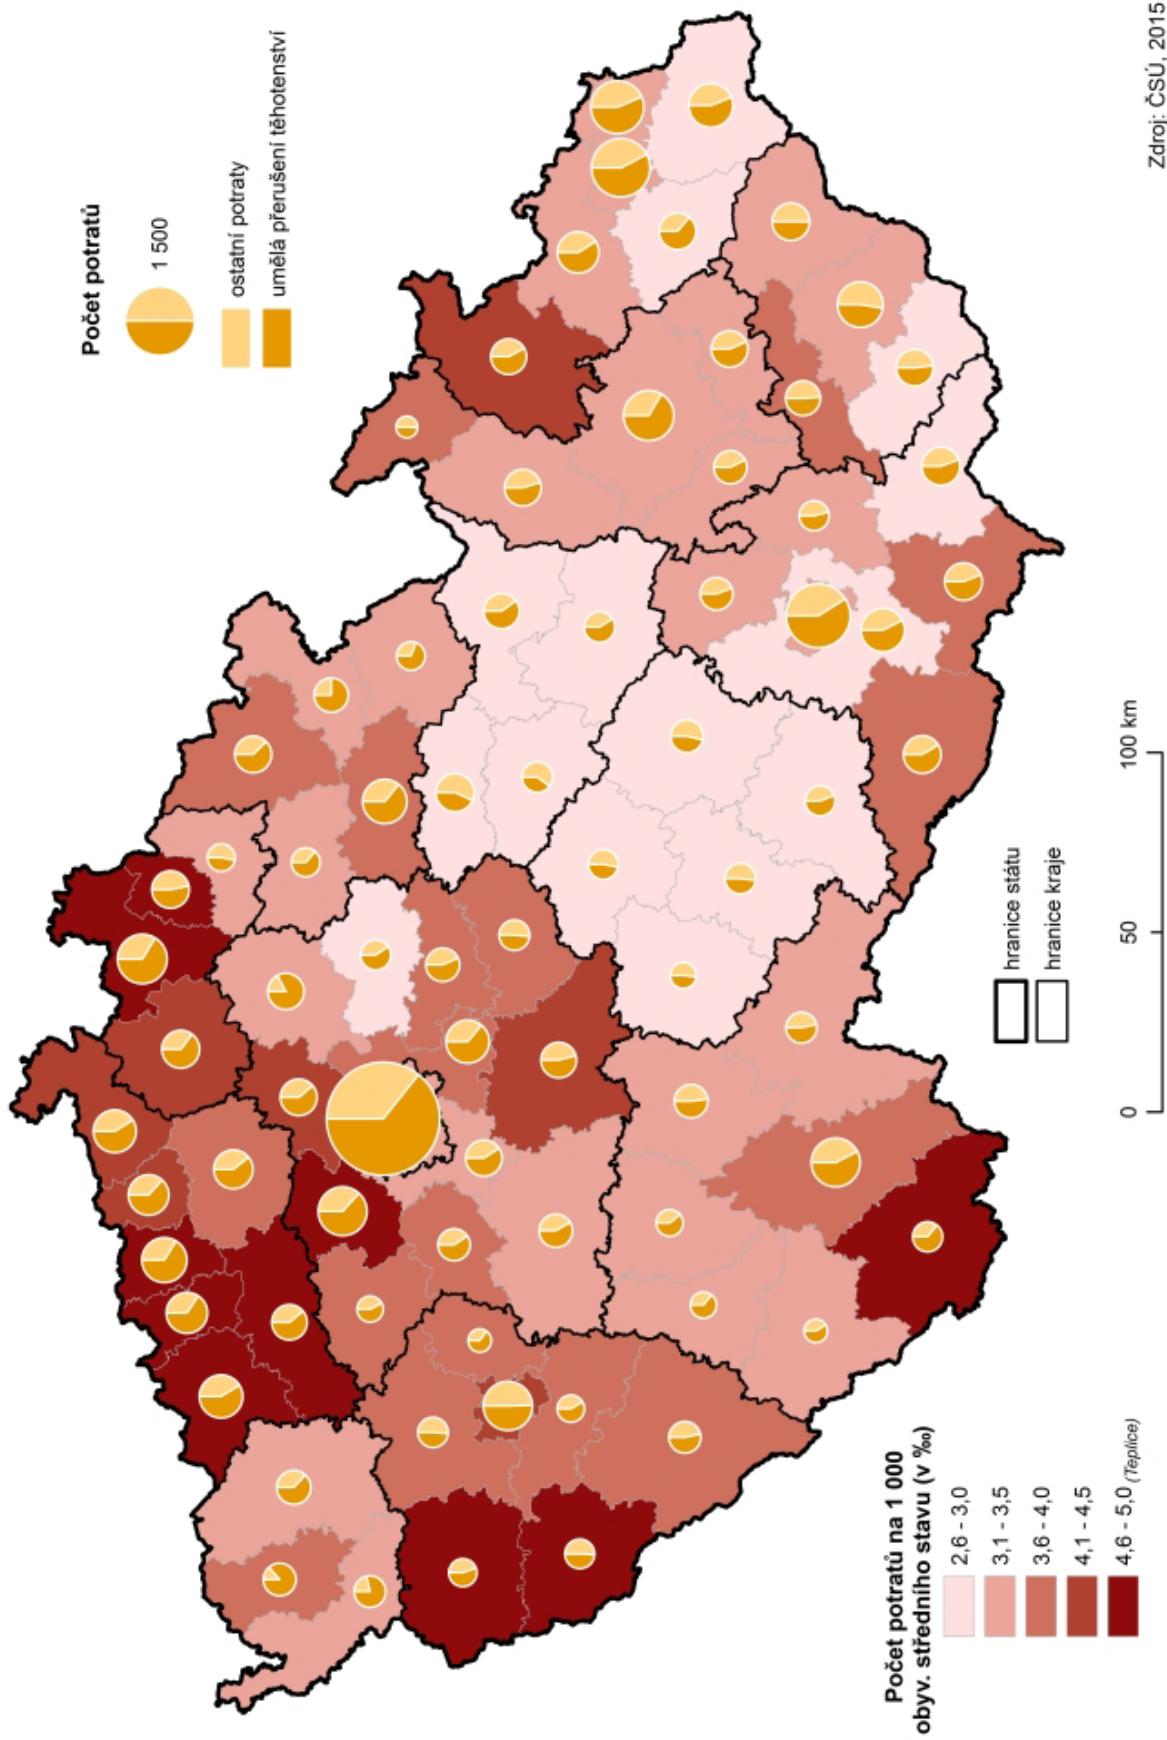 Počet potratů
1 500
ostatní potraty
umělá přerušení těhotenství
Počet potratů na 1 000
obyv. středního stavu (v ‰)
2,6 - 3,0
3,1 - 3,5
3,6 - 4,0
4,1 - 4,5
4,6 - 5,0 (Teplice)
hranice státu
hranice kraje
0 50 100 km
Zdroj: ČSÚ, 2015